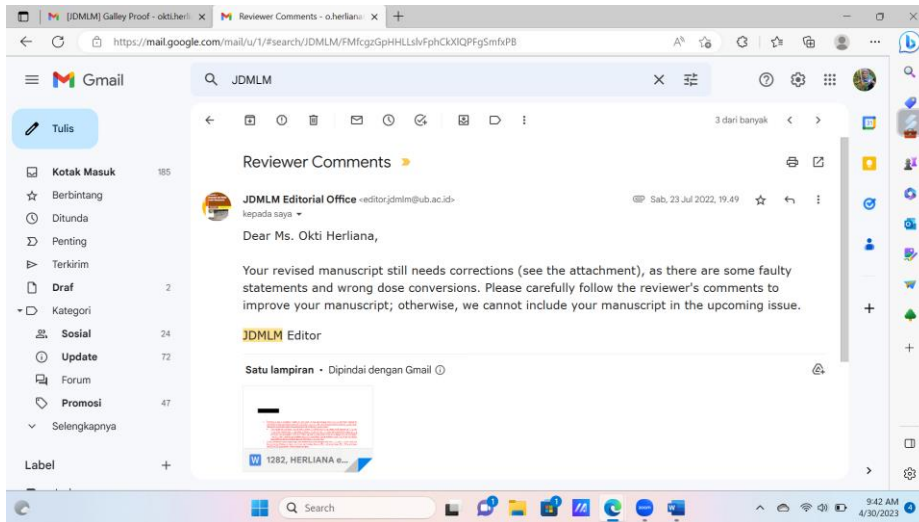 [JDMLM] Galley Proof - okti.herli
Reviewer Comments - o.herliana
https://mail.google.com/mail/u/1/#search/JDMLM/FMfcgzGpHHLLslvFphCkXIQPFgSmfxPB
Gmail
JDMLM
Tulis
3 dari banyak
Kotak Masuk 185
Berbintang
Ditunda
Penting
Terkirim
Draf 2
Kategori
Sosial 24
Update 72
Forum
Promosi 47
Selengkapnya
Label
Reviewer Comments
JDMLM Editorial Office <editor.jdmlm@ub.ac.id>
Sab, 23 Jul 2022, 19.49
kepada saya
Dear Ms. Okti Herliana,
Your revised manuscript still needs corrections (see the attachment), as there are some faulty
statements and wrong dose conversions. Please carefully follow the reviewer's comments to
improve your manuscript; otherwise, we cannot include your manuscript in the upcoming issue.
JDMLM Editor
Satu lampiran • Dipindai dengan Gmail
W 1282, HERLIANA e...
Search
9:42 AM
4/30/2023